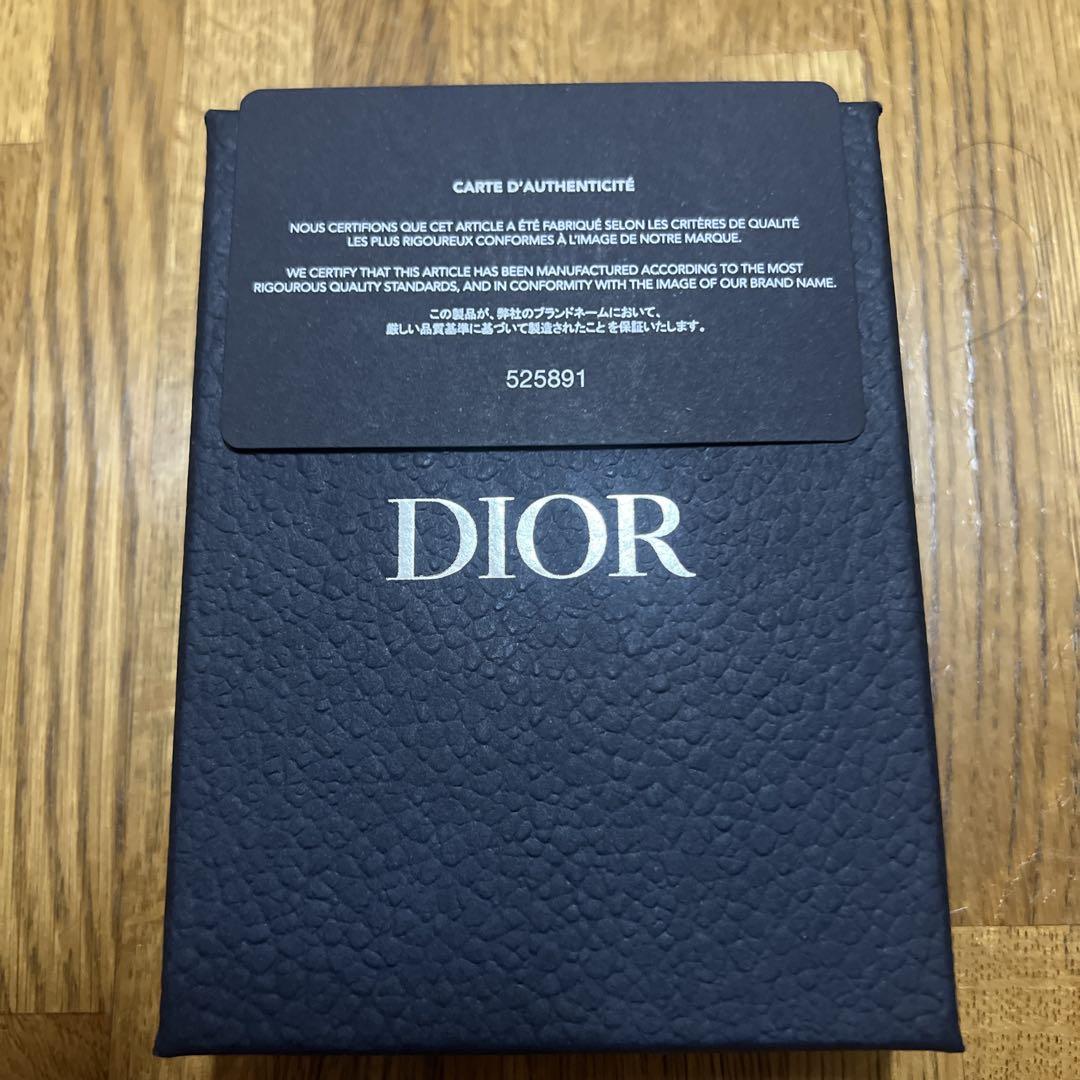 CARTE D'AUTHENTICITÉ
NOUS CERTIFIONS QUE CET ARTICLE A ÉTÉ FABRIQUÉ SELON LES CRITÈRES DE QUALITÉ
LES PLUS RIGOUREUX CONFORMES À L'IMAGE DE NOTRE MARQUE.
WE CERTIFY THAT THIS ARTICLE HAS BEEN MANUFACTURED ACCORDING TO THE MOST
RIGOUROUS QUALITY STANDARDS, AND IN CONFORMITY WITH THE IMAGE OF OUR BRAND NAME.
この製品が、弊社のブランドネームにおいて、
厳しい品質基準に基づいて製造されたことを保証いたします。
525891
DIOR